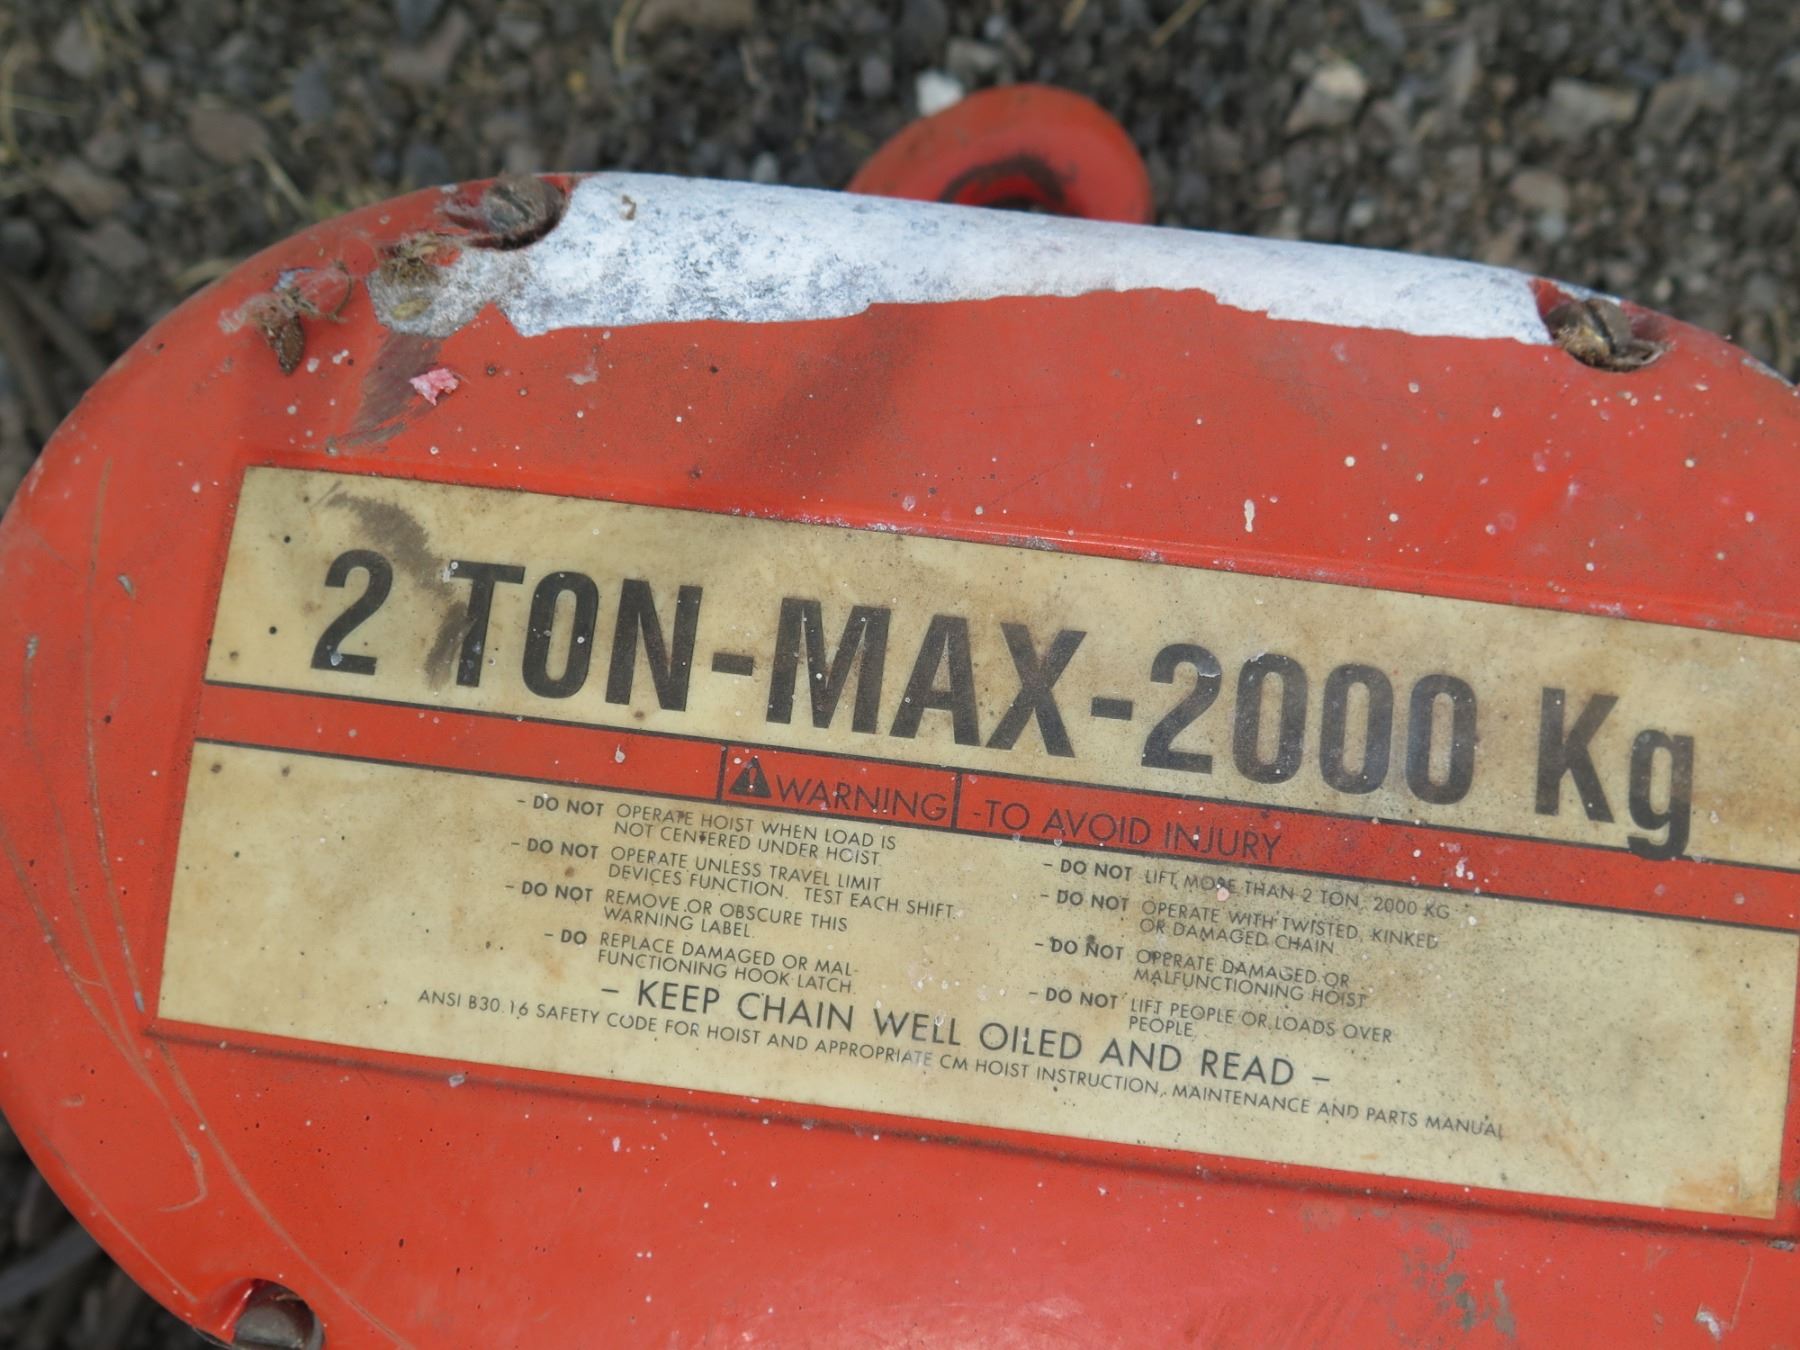 2 TON-MAX-2000 Kg
WARNING -TO AVOID INJURY
- DO NOT OPERATE HOIST WHEN LOAD IS
NOT CENTERED UNDER HOIST.
- DO NOT OPERATE UNLESS TRAVEL LIMIT
DEVICES FUNCTION. TEST EACH SHIFT.
- DO NOT REMOVE OR OBSCURE THIS
WARNING LABEL.
- DO REPLACE DAMAGED OR MAL-
FUNCTIONING HOOK LATCH.
- DO NOT LIFT MORE THAN 2 TON, 2000 KG
- DO NOT OPERATE WITH TWISTED, KINKED
OR DAMAGED CHAIN
- DO NOT OPERATE DAMAGED OR
MALFUNCTIONING HOIST
- DO NOT LIFT PEOPLE OR LOADS OVER
PEOPLE.
- KEEP CHAIN WELL OILED AND READ -
ANSI B30.16 SAFETY CODE FOR HOIST AND APPROPRIATE CM HOIST INSTRUCTION, MAINTENANCE AND PARTS MANUAL